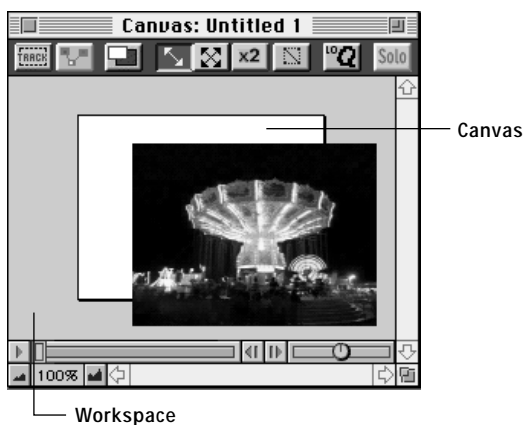 Canvas: Untitled 1
TRACK
x2
LO Q
Solo
Canvas
100%
Workspace